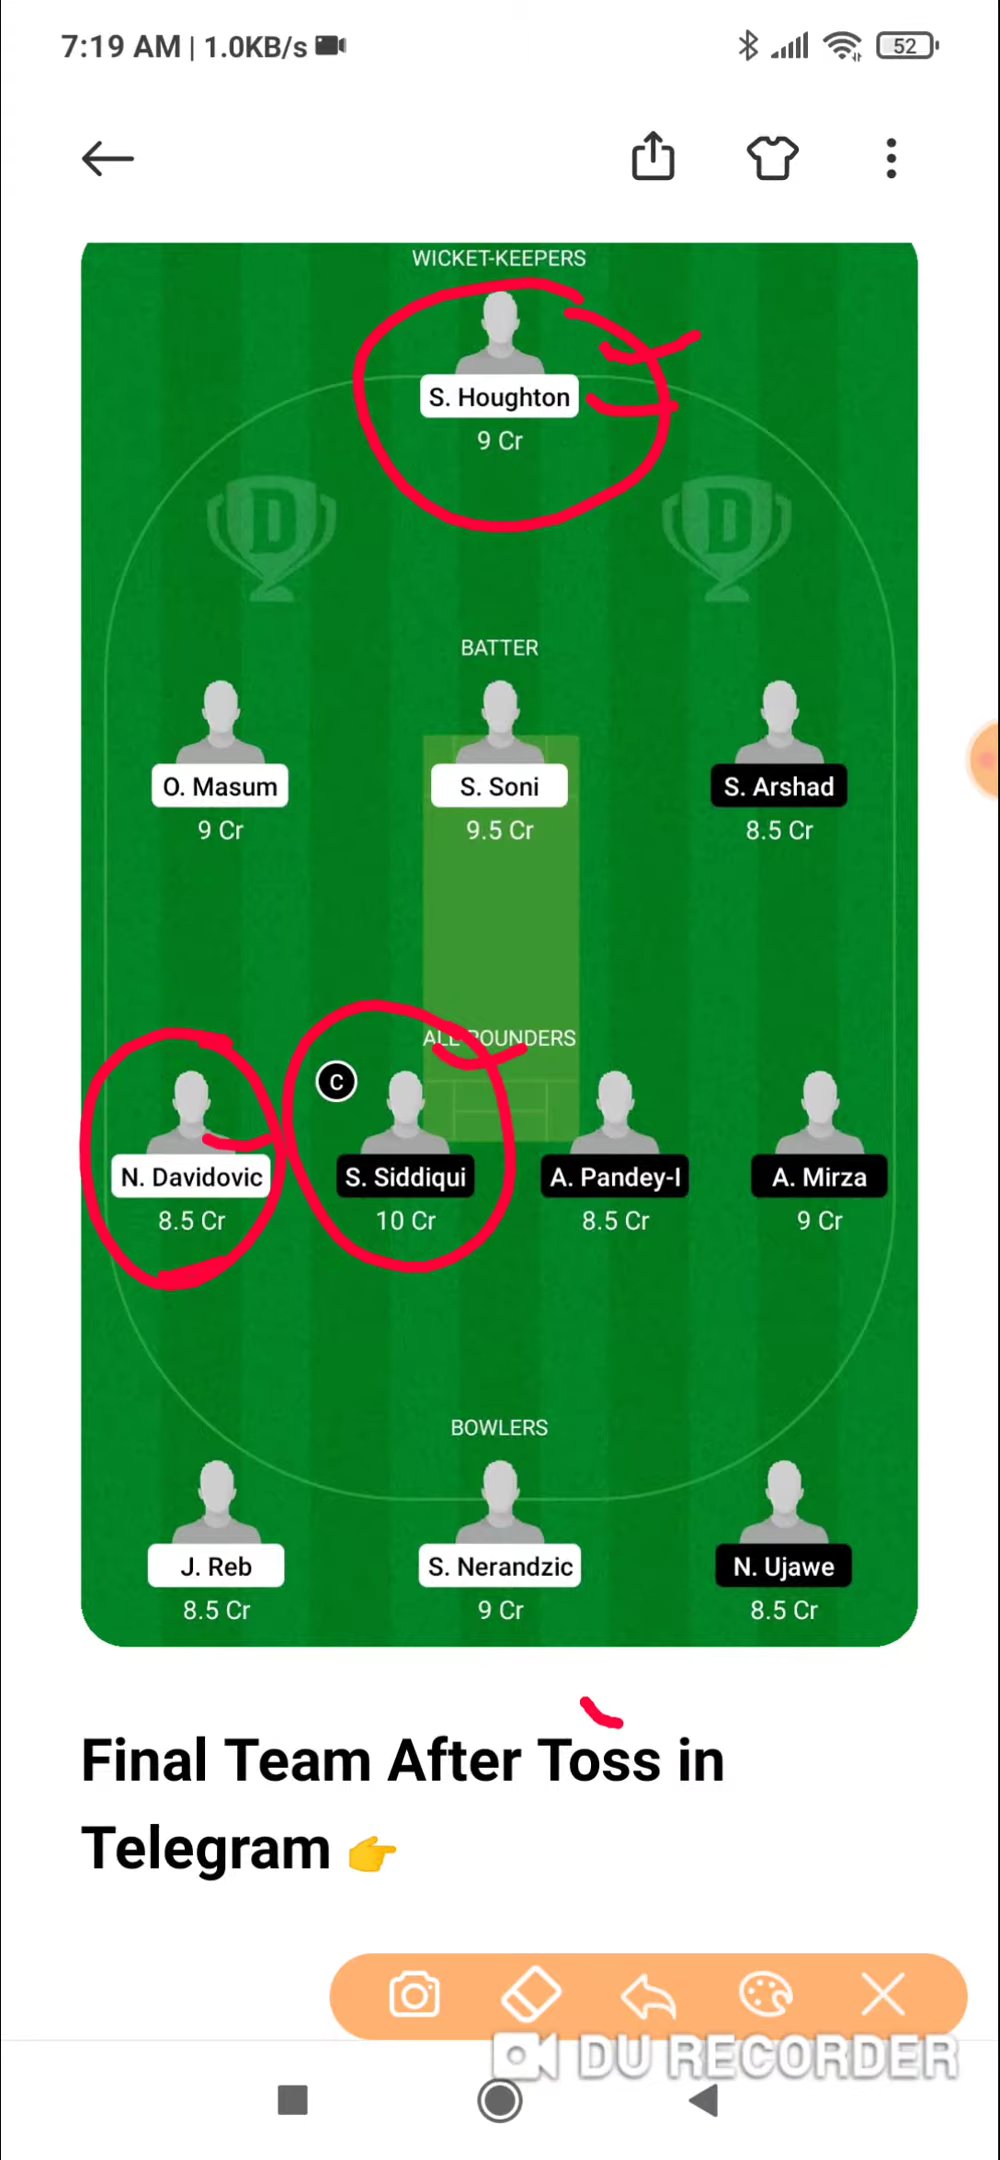 7:19 AM | 1.0KB/s
52
WICKET-KEEPERS
S. Houghton
9 Cr
D D
BATTER
O. Masum S. Soni S. Arshad
9 Cr 9.5 Cr 8.5 Cr
ALL-ROUNDERS
C
N. Davidovic S. Siddiqui A. Pandey-I A. Mirza
8.5 Cr 10 Cr 8.5 Cr 9 Cr
BOWLERS
J. Reb S. Nerandzic N. Ujawe
8.5 Cr 9 Cr 8.5 Cr
Final Team After Toss in
Telegram 👉
DU RECORDER